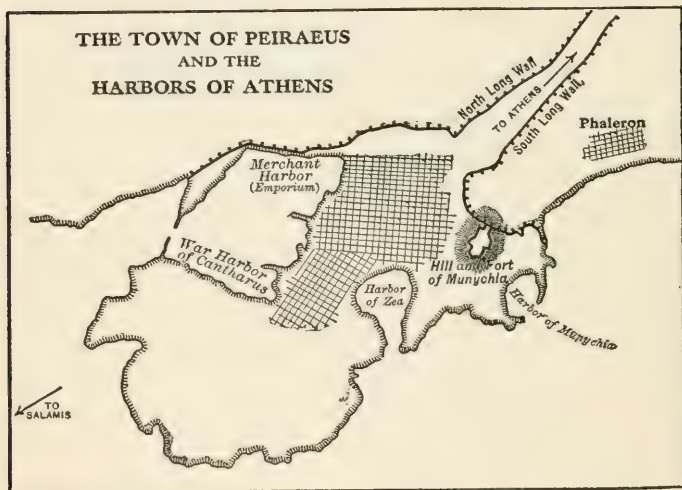 THE TOWN OF PEIRAEUS
AND THE
HARBORS OF ATHENS
North Long Wall
TO ATHENS
South Long Wall
Phaleron
Merchant
Harbor
(Emporium)
War Harbor
of Cantharus
Harbor
of Zea
Hill and Fort
of Munychia
Harbor of Munychia
TO
SALAMIS